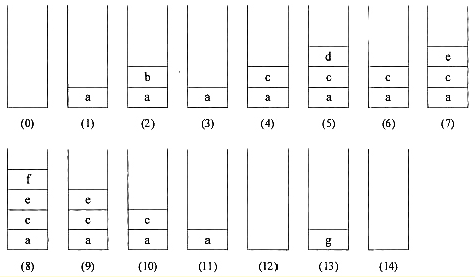 d
b c c e
a a a c c
a a a
(0) (1) (2) (3) (4) (5) (6) (7)
f
e e
c c c
a a a a g
(8) (9) (10) (11) (12) (13) (14)